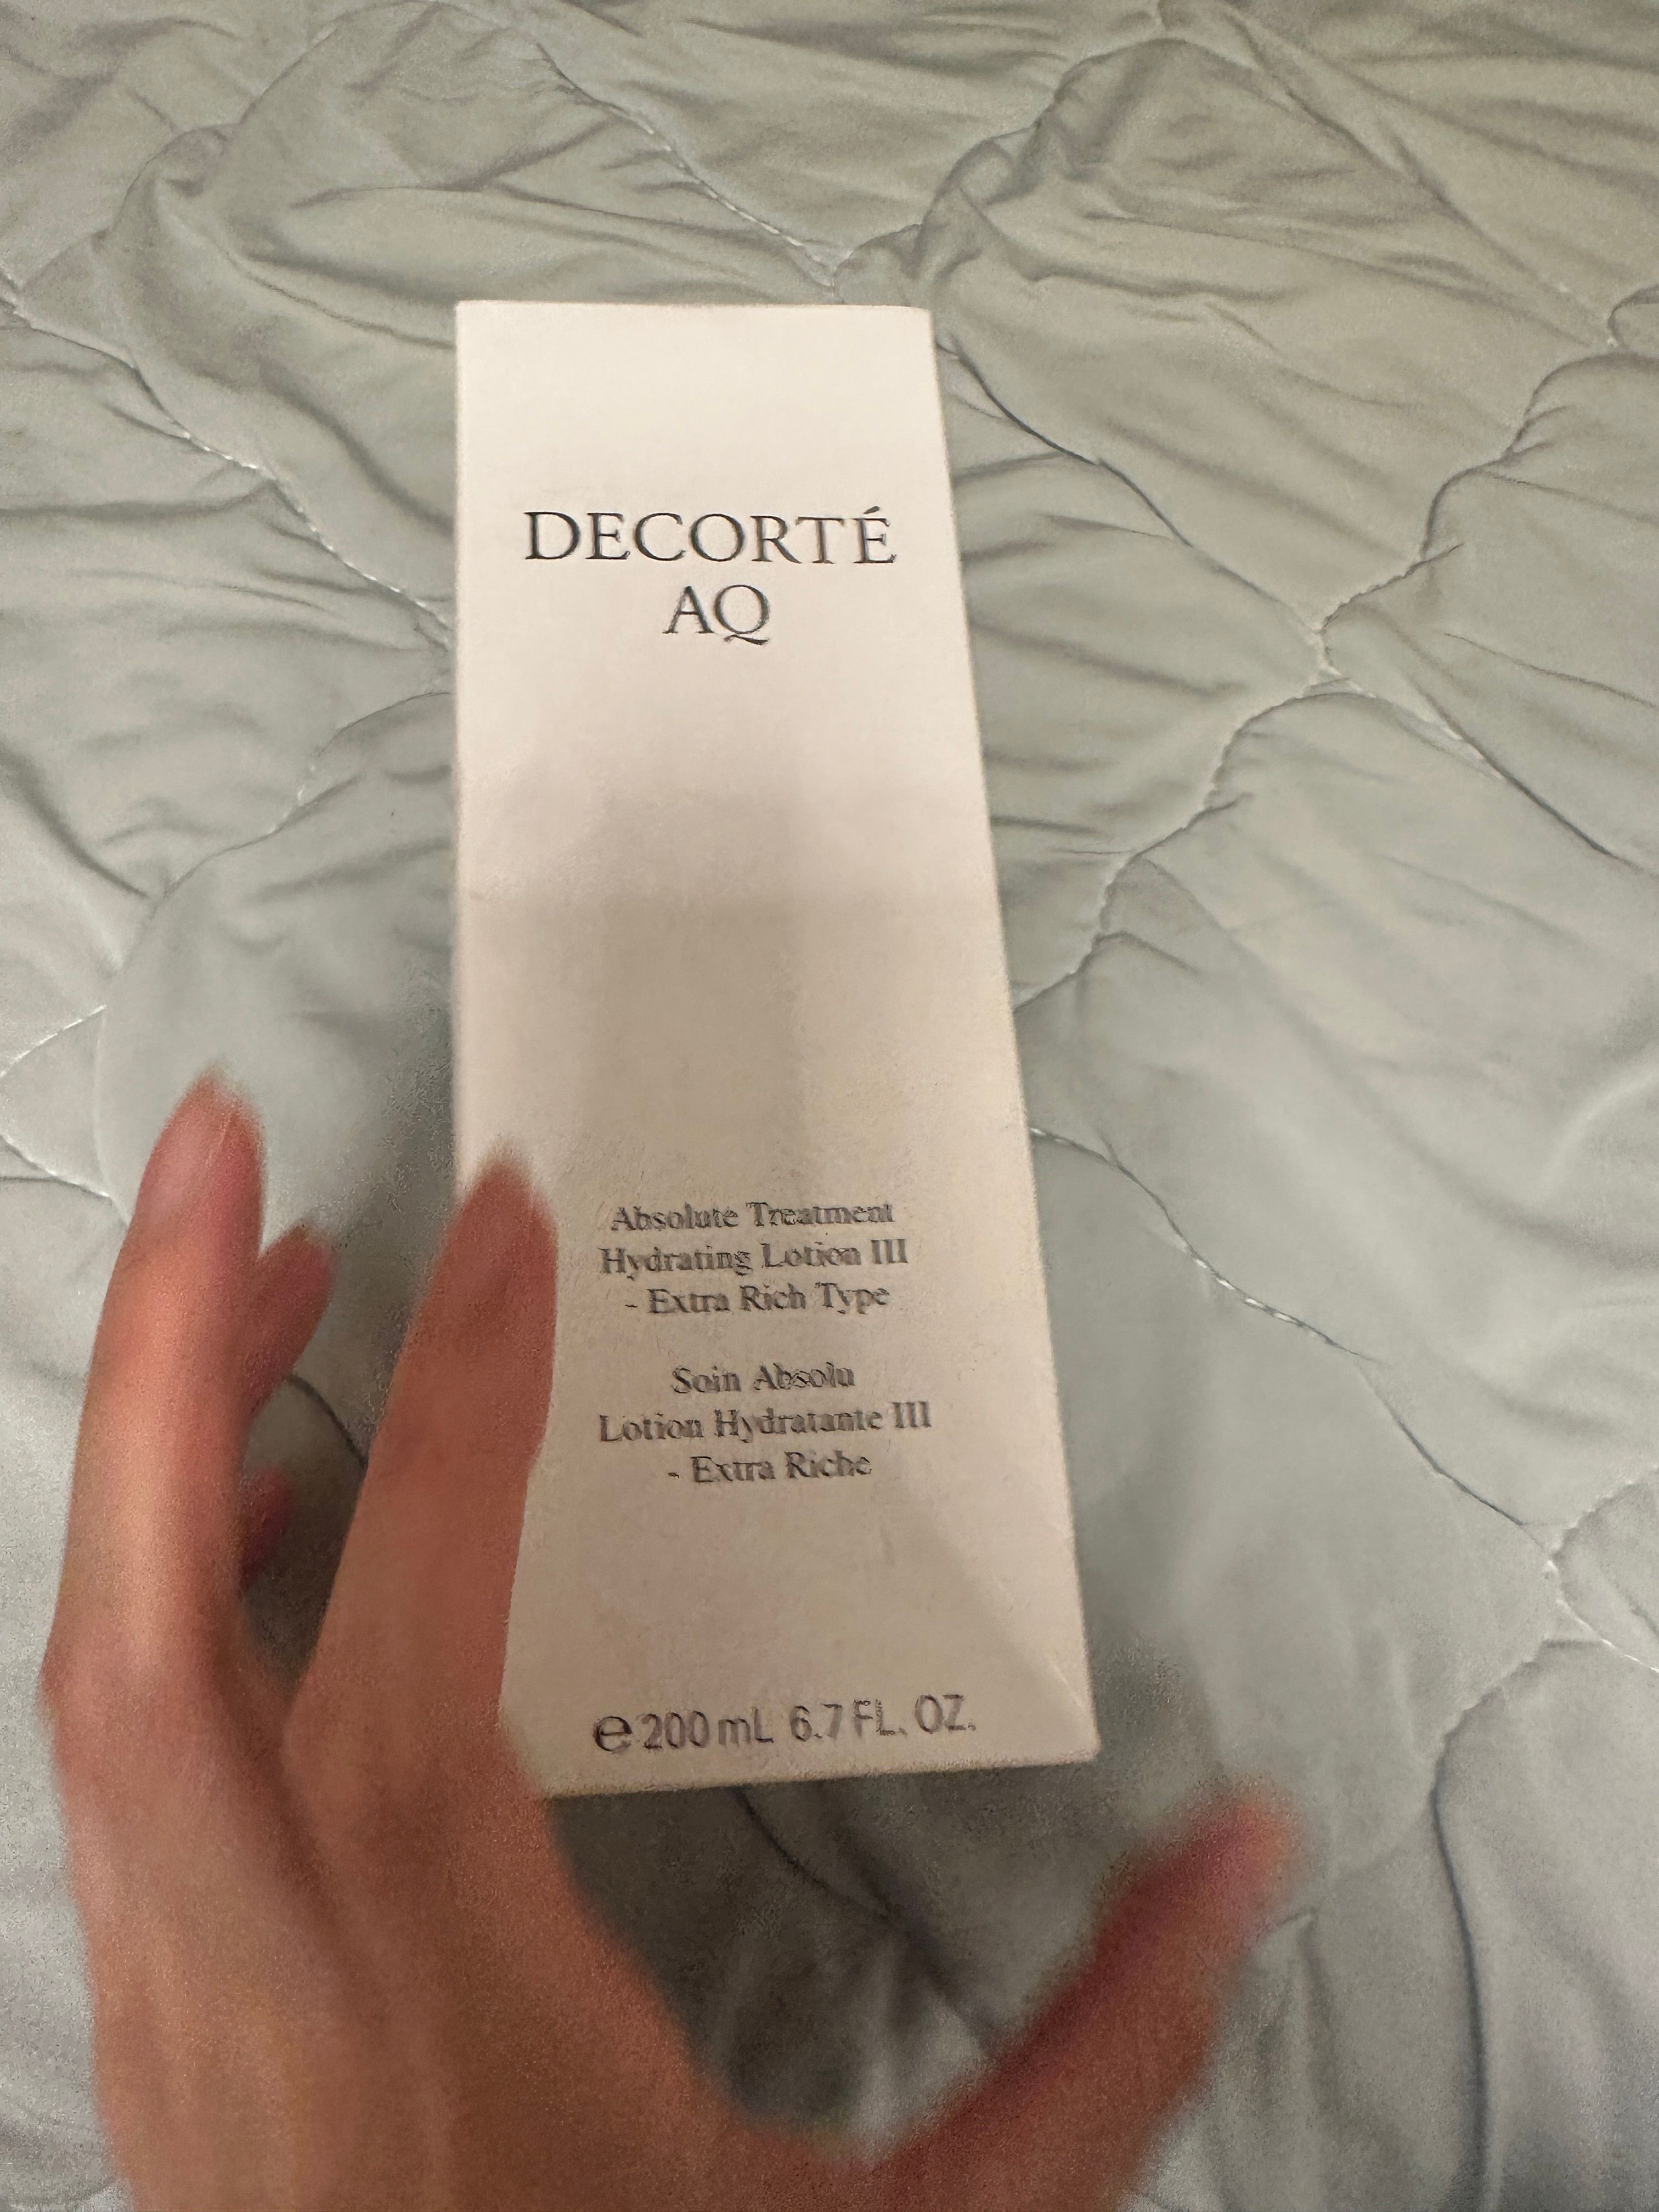 DECORTÉ
AQ
Absolute Treatment
Hydrating Lotion III
- Extra Rich Type
Soin Absolu
Lotion Hydratante III
- Extra Riche
℮ 200 mL 6.7 FL. OZ.